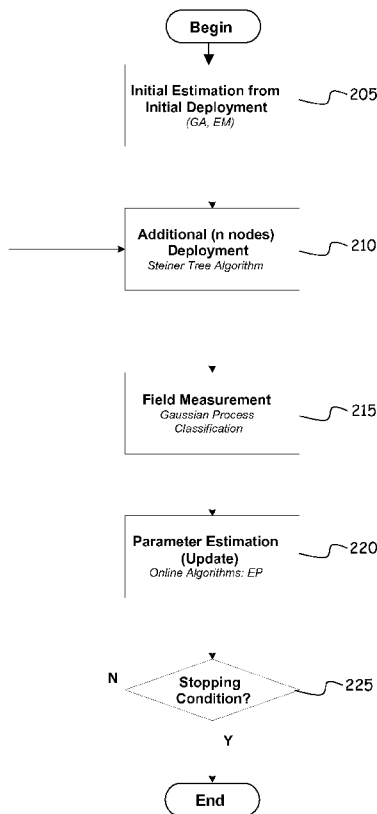 Begin
Initial Estimation from
Initial Deployment
(GA, EM)
205
Additional (n nodes)
Deployment
Steiner Tree Algorithm
210
Field Measurement
Gaussian Process
Classification
215
Parameter Estimation
(Update)
Online Algorithms: EP
220
N
Stopping
Condition?
225
Y
End